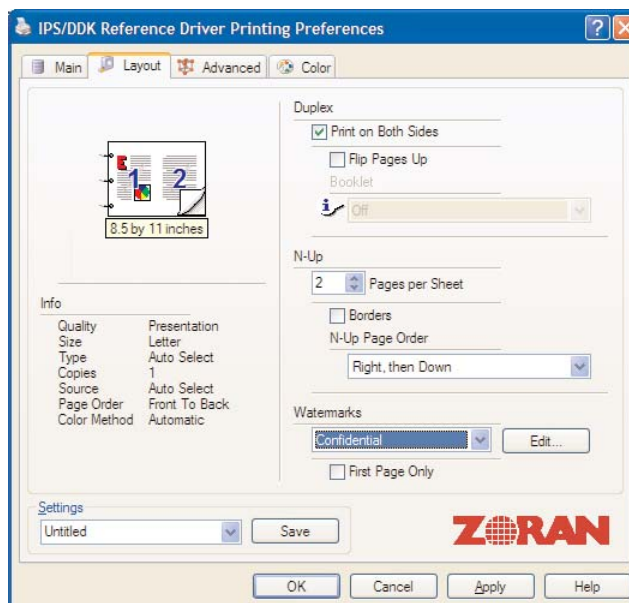 IPS/DDK Reference Driver Printing Preferences
Main
Layout
Advanced
Color
1 2
8.5 by 11 inches
Info
Quality Presentation
Size Letter
Type Auto Select
Copies 1
Source Auto Select
Page Order Front To Back
Color Method Automatic
Duplex
Print on Both Sides
Flip Pages Up
Booklet
Off
N-Up
2 Pages per Sheet
Borders
N-Up Page Order
Right, then Down
Watermarks
Confidential Edit...
First Page Only
Settings
Untitled Save
ZORAN
OK Cancel Apply Help